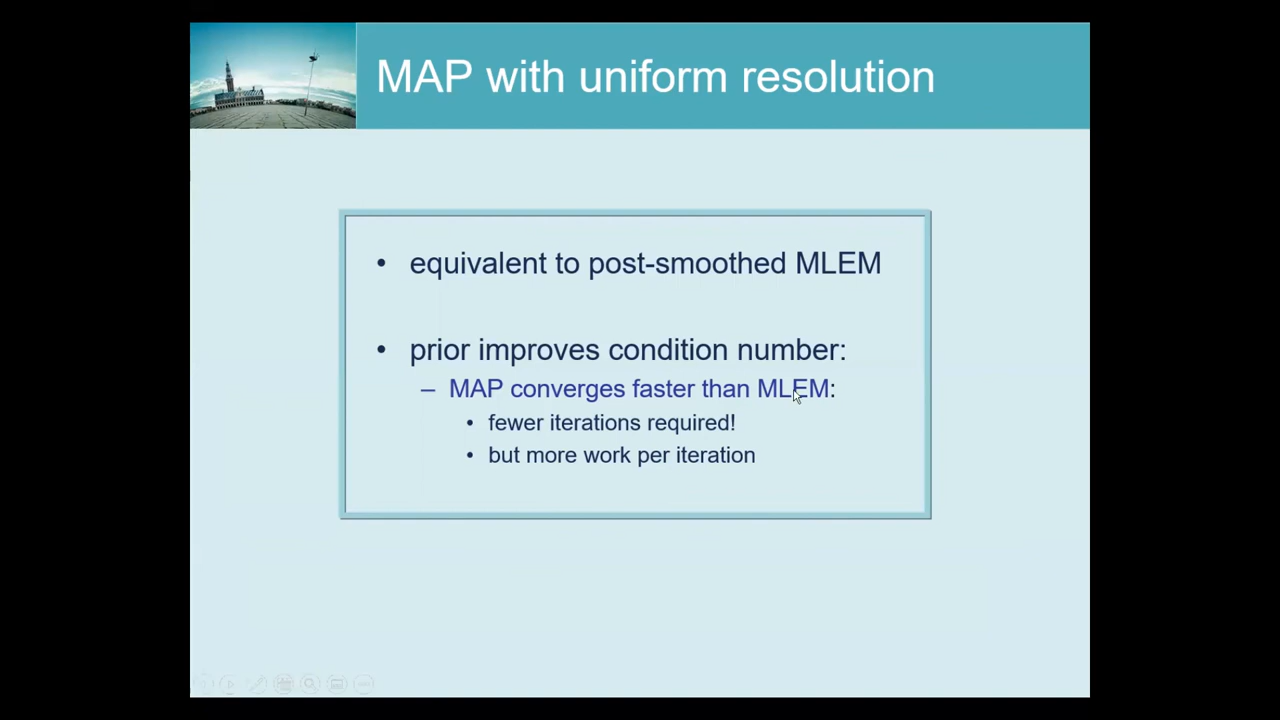 MAP with uniform resolution
• equivalent to post-smoothed MLEM
• prior improves condition number:
– MAP converges faster than MLEM:
• fewer iterations required!
• but more work per iteration